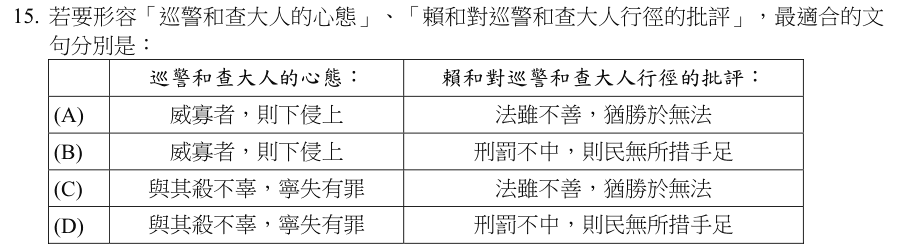 15. 若要形容「巡警和查大人的心態」、「賴和對巡警和查大人行徑的批評」，最適合的文
句分別是：
巡警和查大人的心態： 賴和對巡警和查大人行徑的批評：
(A) 威寡者，則下侵上 法雖不善，猶勝於無法
(B) 威寡者，則下侵上 刑罰不中，則民無所措手足
(C) 與其殺不辜，寧失有罪 法雖不善，猶勝於無法
(D) 與其殺不辜，寧失有罪 刑罰不中，則民無所措手足